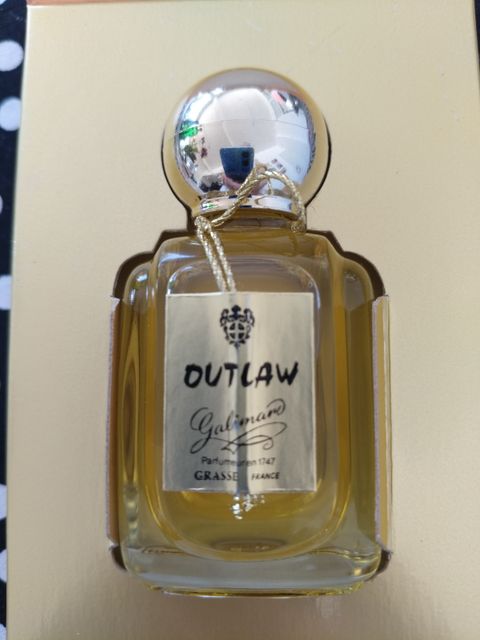 OUTLAW
Galimard
Parfumeur en 1747
GRASSE FRANCE